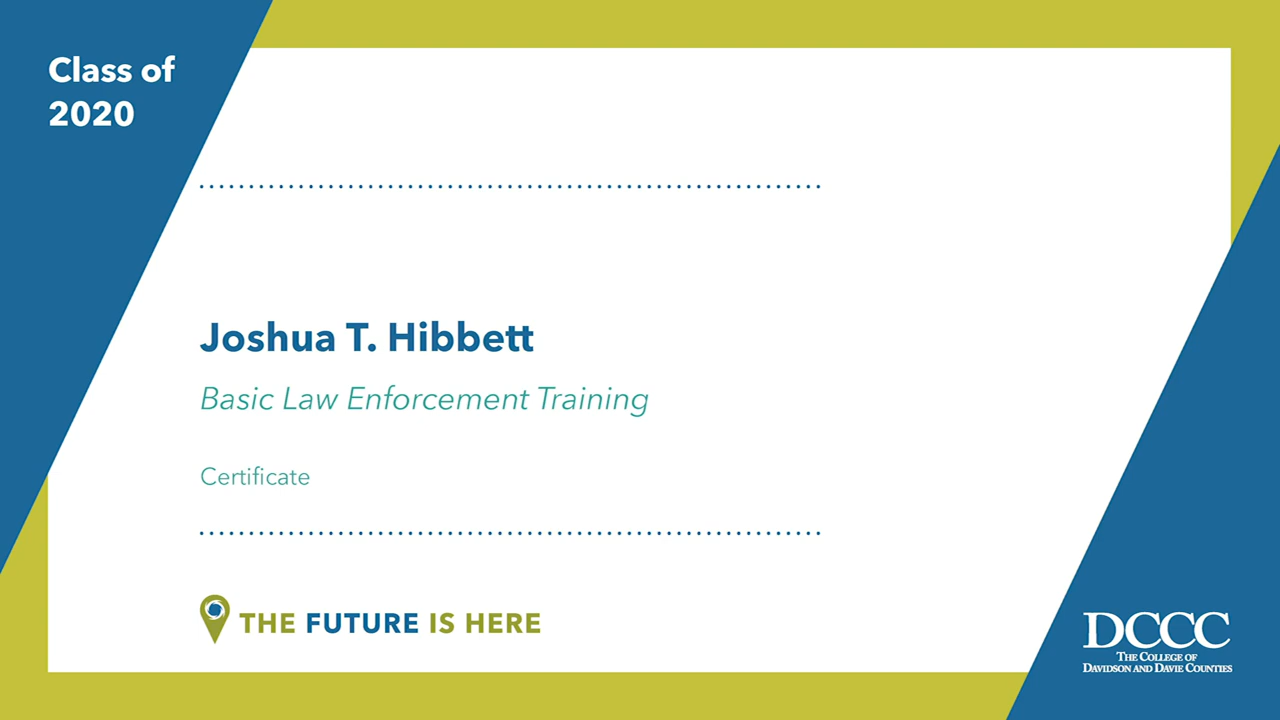 Class of
2020
Joshua T. Hibbett
Basic Law Enforcement Training
Certificate
THE FUTURE IS HERE
DCCC
THE COLLEGE OF
DAVIDSON AND DAVIE COUNTIES